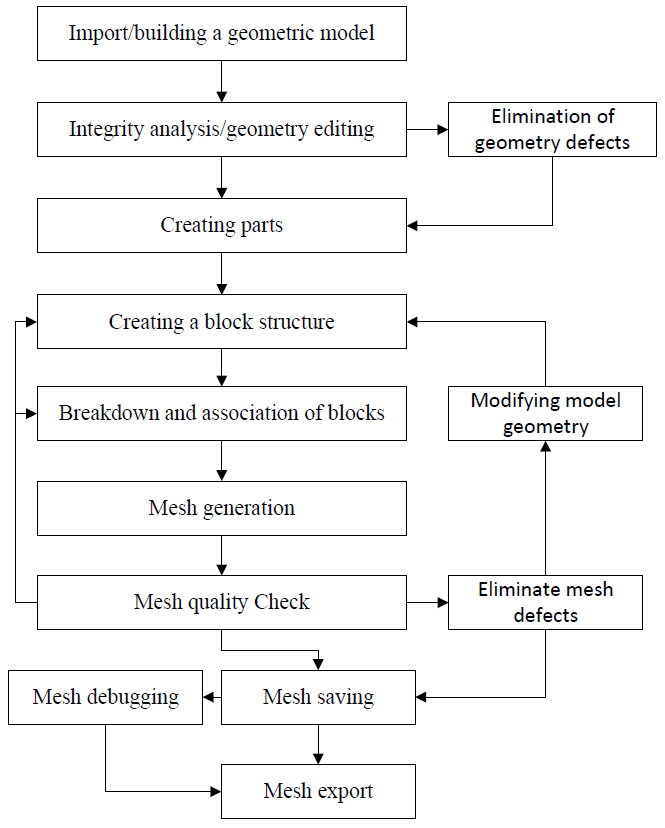 Import/building a geometric model
Integrity analysis/geometry editing
Elimination of
geometry defects
Creating parts
Creating a block structure
Breakdown and association of blocks
Modifying model
geometry
Mesh generation
Mesh quality Check
Eliminate mesh
defects
Mesh debugging
Mesh saving
Mesh export